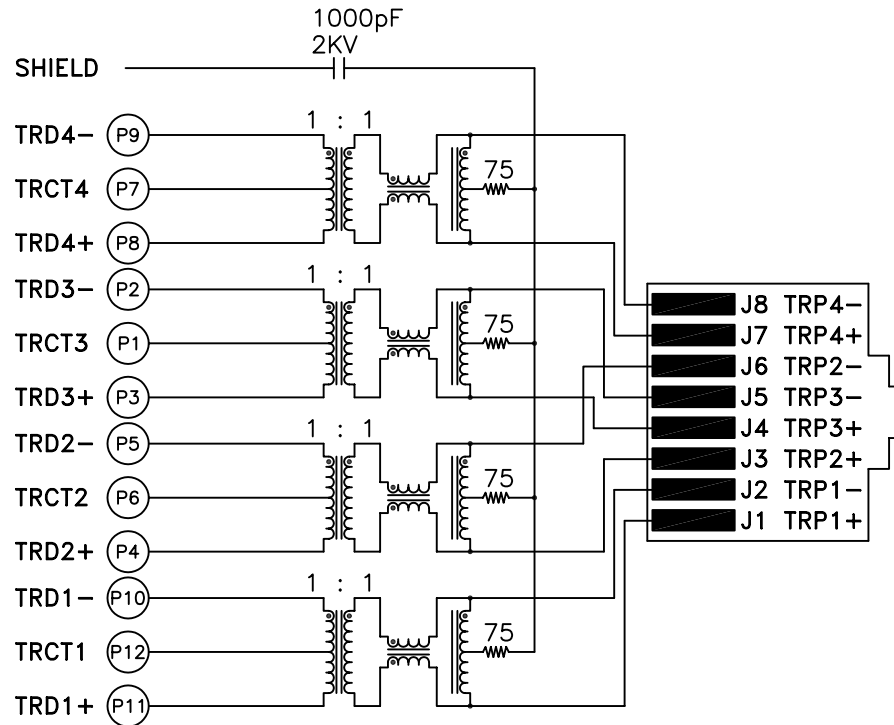 1000pF
2KV
SHIELD
1 : 1
TRD4- P9
75
TRCT4 P7
TRD4+ P8
1 : 1
TRD3- P2
75
TRCT3 P1
TRD3+ P3
1 : 1
TRD2- P5
75
TRCT2 P6
TRD2+ P4
1 : 1
TRD1- P10
75
TRCT1 P12
TRD1+ P11
J8 TRP4-
J7 TRP4+
J6 TRP2-
J5 TRP3-
J4 TRP3+
J3 TRP2+
J2 TRP1-
J1 TRP1+